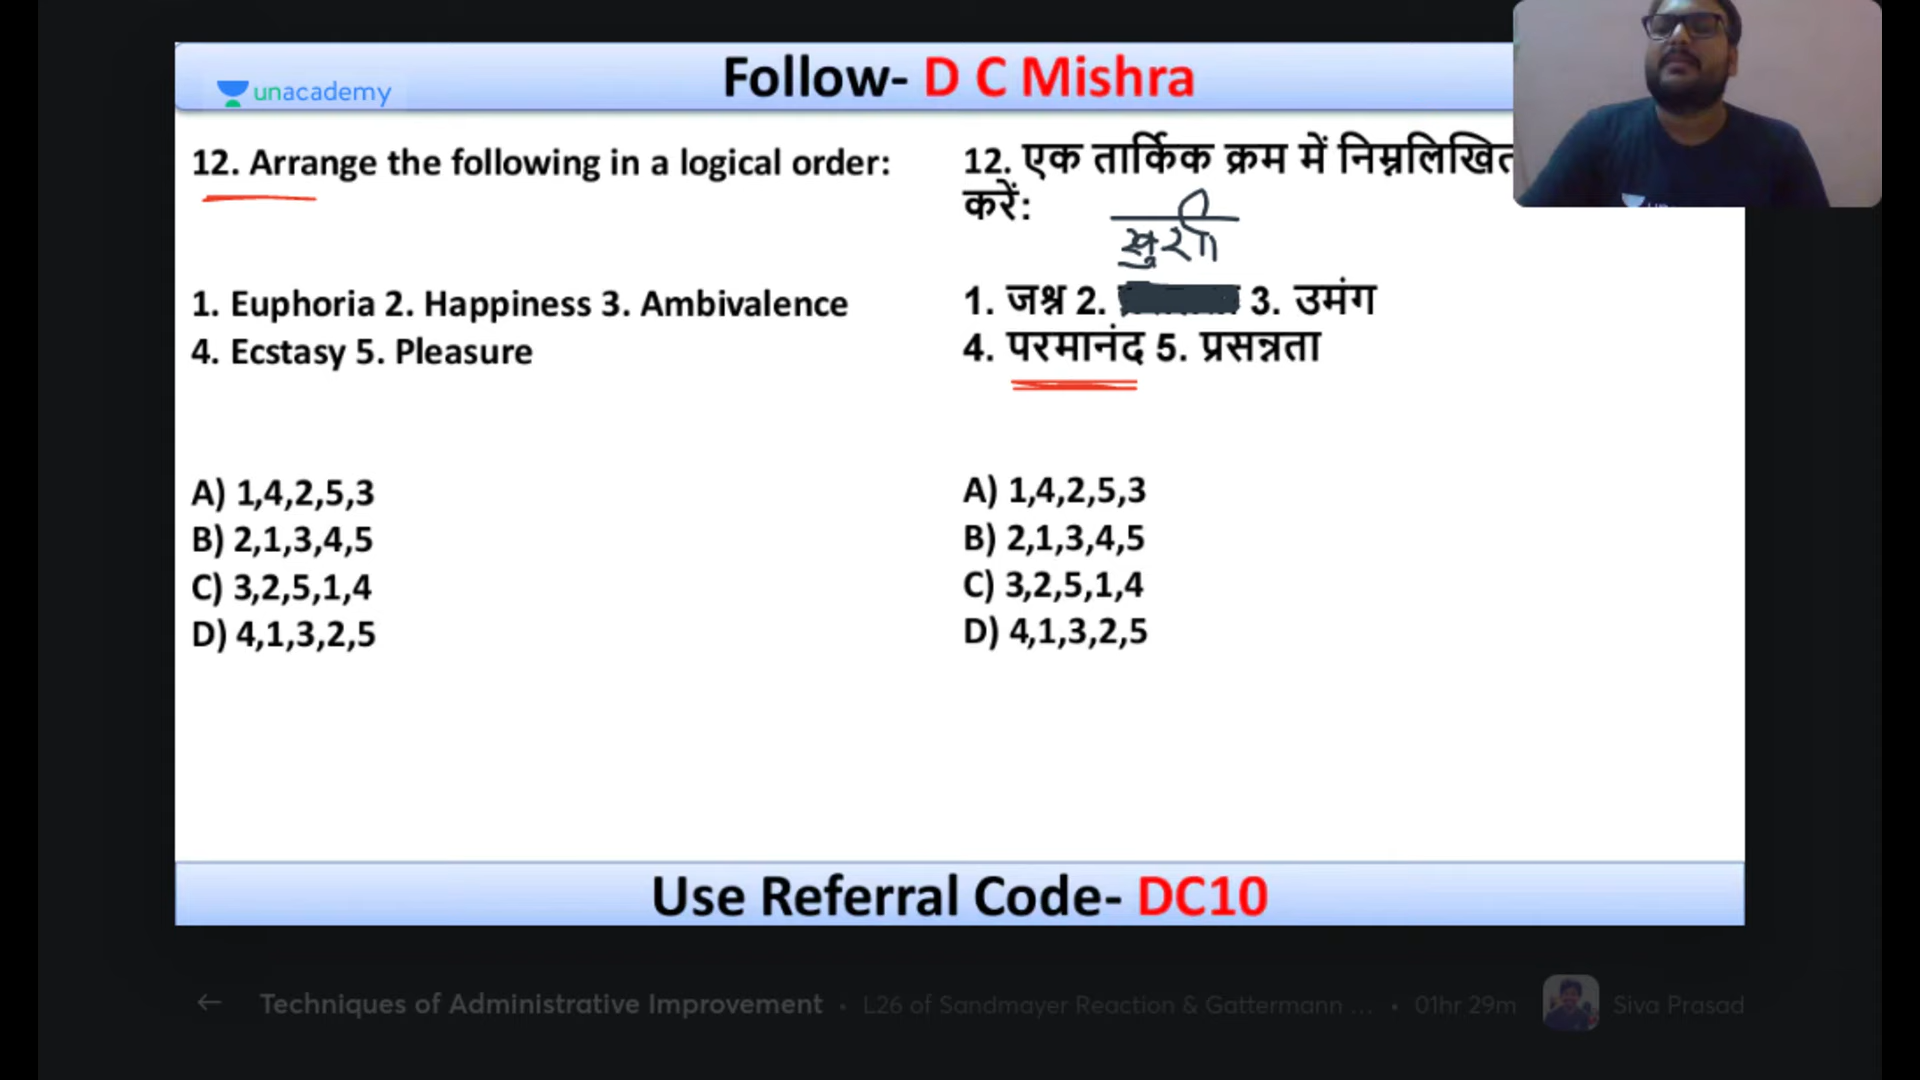 Follow- D C Mishra
unacademy
12. Arrange the following in a logical order:
1. Euphoria 2. Happiness 3. Ambivalence
4. Ecstasy 5. Pleasure
A) 1,4,2,5,3
B) 2,1,3,4,5
C) 3,2,5,1,4
D) 4,1,3,2,5
12. एक तार्किक क्रम में निम्नलिखित
करें:
खुशी
1. जश्न 2. 3. उमंग
4. परमानंद 5. प्रसन्नता
A) 1,4,2,5,3
B) 2,1,3,4,5
C) 3,2,5,1,4
D) 4,1,3,2,5
Use Referral Code- DC10
Techniques of Administrative Improvement • L26 of Sandmayer Reaction & Gattermann ... • 01hr 29m Siva Prasad